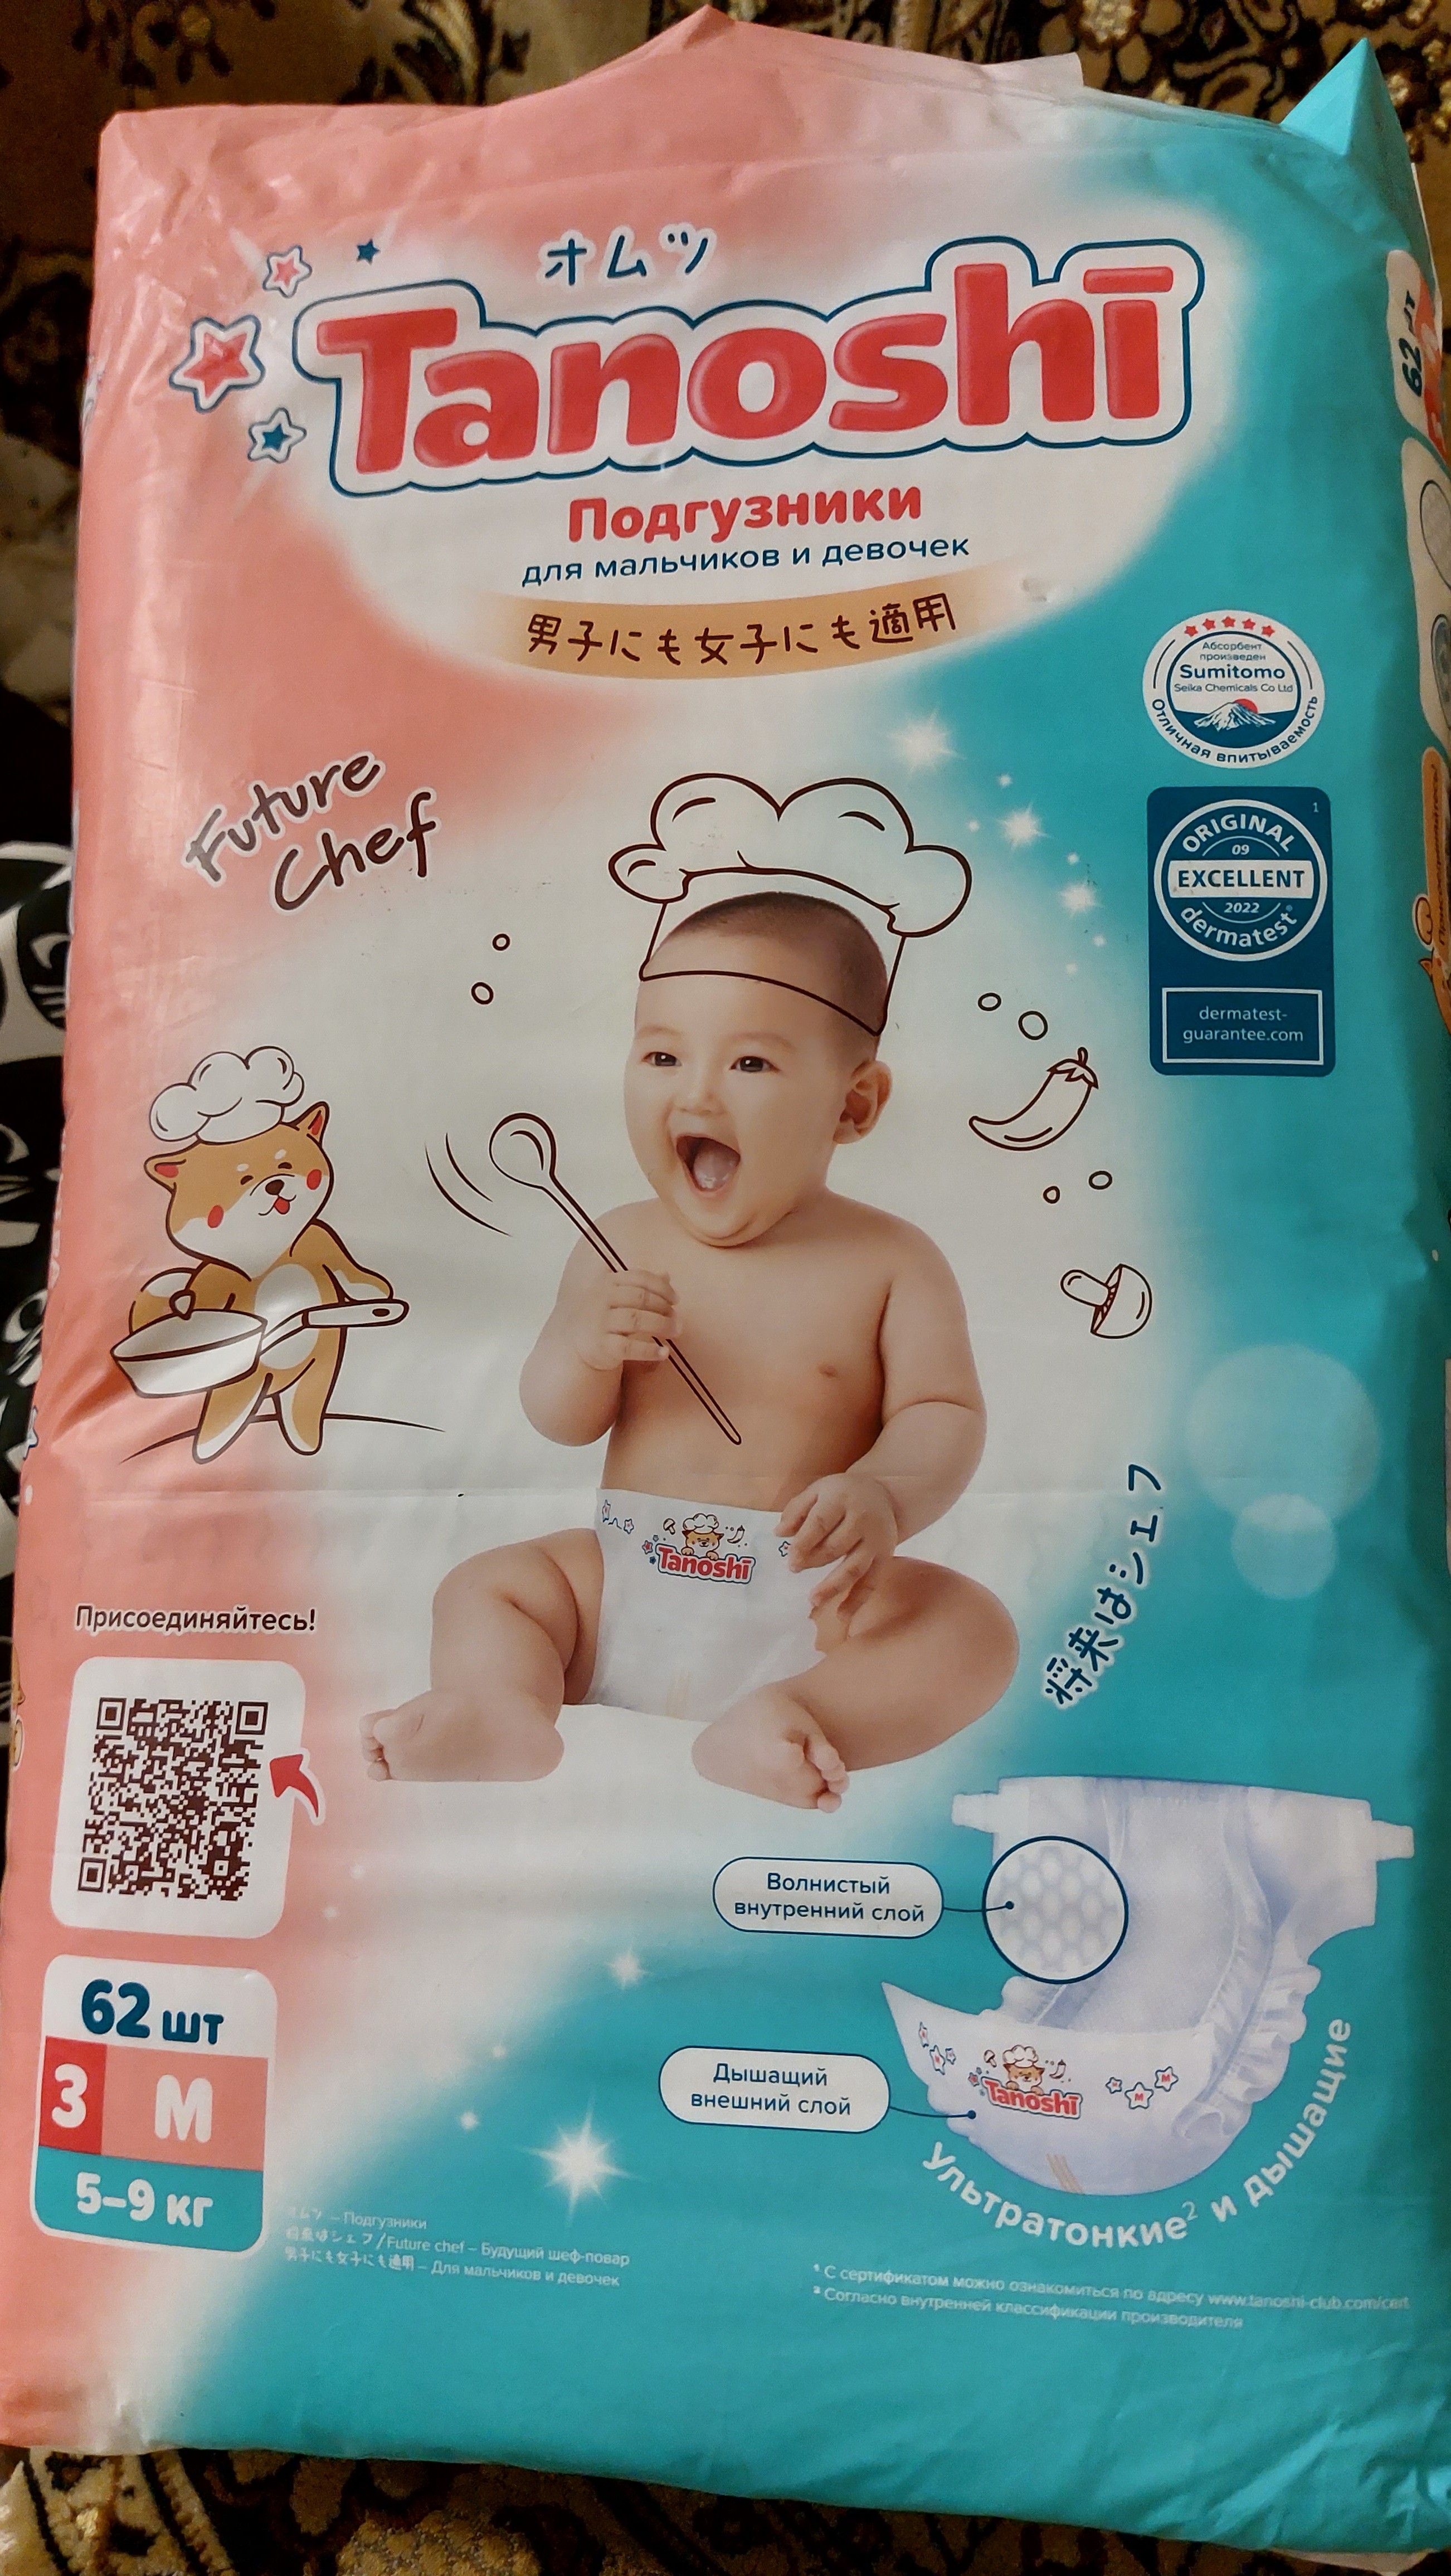 オムツ
Tanoshī
Подгузники
для мальчиков и девочек
男子にも女子にも適用
Абсорбент
произведен
Sumitomo
Seika Chemicals Co Ltd
Отличная впитываемость
1
ORIGINAL
09
EXCELLENT
2022
dermatest®
dermatest-
guarantee.com
Future
Chef
Tanoshī
将来はシェフ
Присоединяйтесь!
Волнистый
внутренний слой
62 шт
3 M
5–9 кг
Дышащий
внешний слой
Tanoshī
M
M
Ультратонкие² и дышащие
オムツ – Подгузники
将来はシェフ/Future chef – Будущий шеф-повар
男子にも女子にも適用 – Для мальчиков и девочек
¹ С сертификатом можно ознакомиться по адресу www.tanoshi-club.com/cert
² Согласно внутренней классификации производителя
62 шт